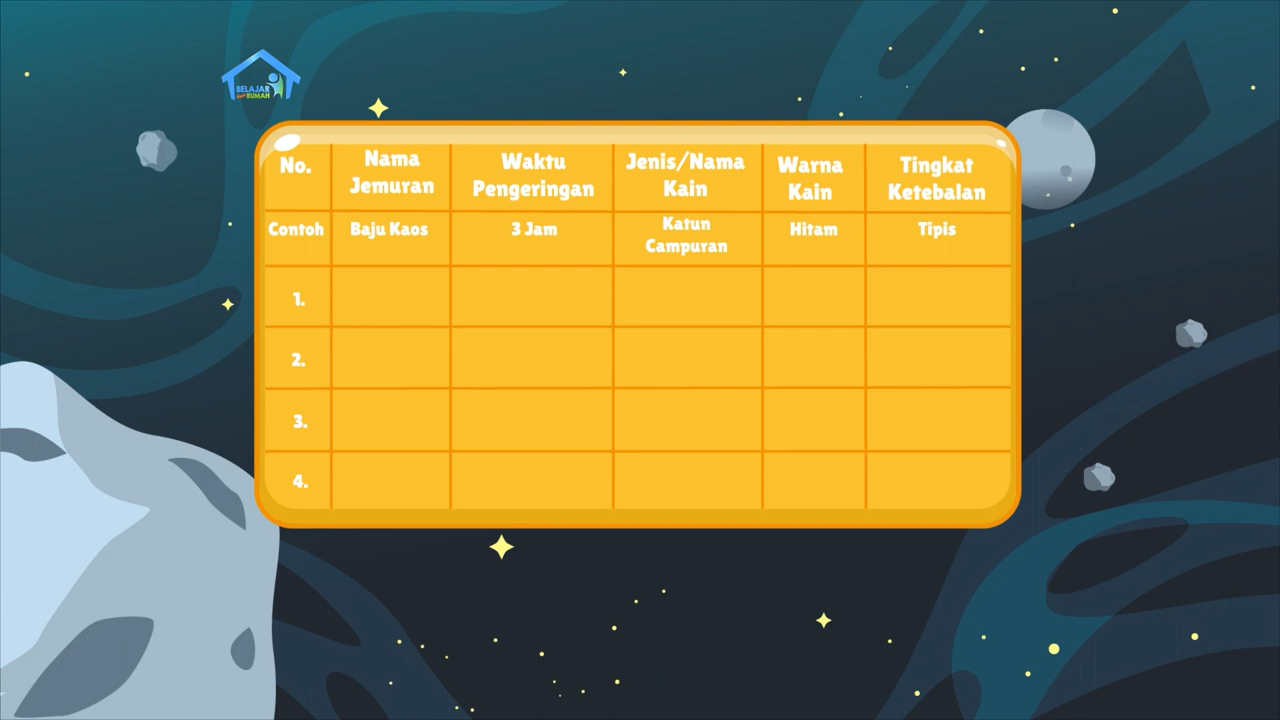 BELAJAR
dari RUMAH
No.
Nama
Jemuran
Waktu
Pengeringan
Jenis/Nama
Kain
Warna
Kain
Tingkat
Ketebalan
Contoh
Baju Kaos
3 Jam
Katun
Campuran
Hitam
Tipis
1.
2.
3.
4.